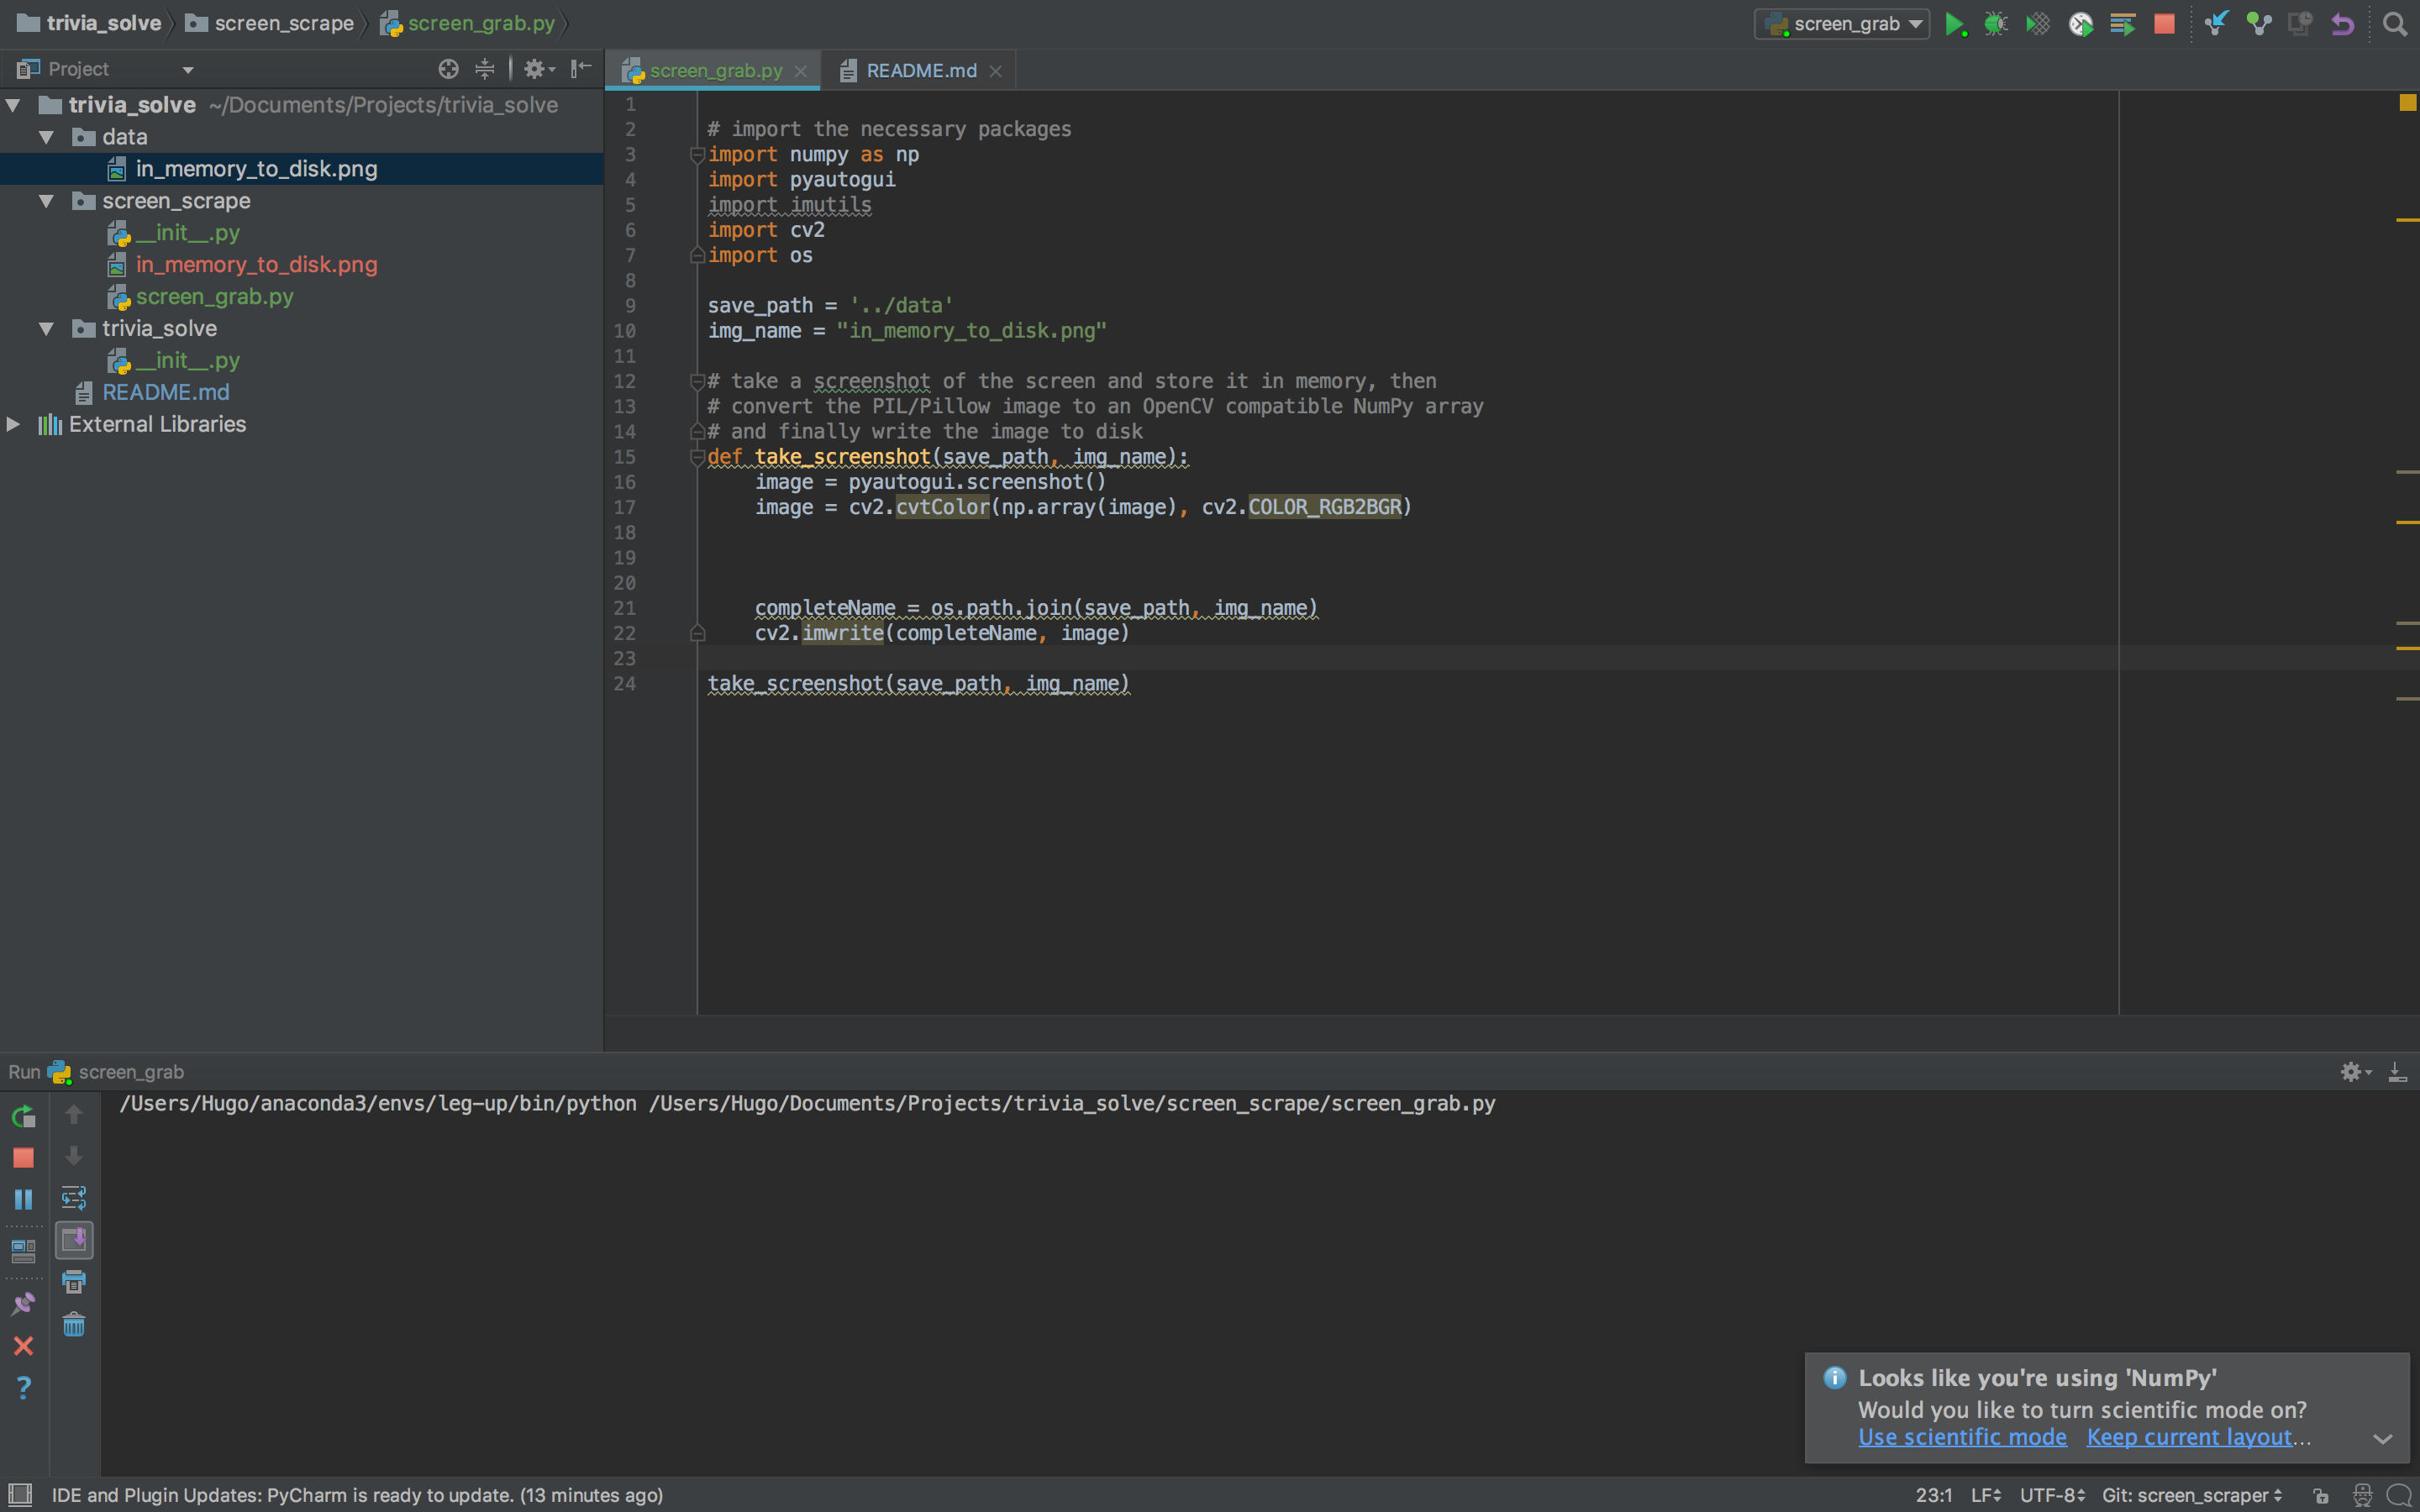 trivia_solve screen_scrape screen_grab.py screen_grab
Project
screen_grab.py README.md
trivia_solve ~/Documents/Projects/trivia_solve
data
in_memory_to_disk.png
screen_scrape
__init__.py
in_memory_to_disk.png
screen_grab.py
trivia_solve
__init__.py
README.md
External Libraries
1
2 # import the necessary packages
3 import numpy as np
4 import pyautogui
5 import imutils
6 import cv2
7 import os
8
9 save_path = '../data'
10 img_name = "in_memory_to_disk.png"
11
12 # take a screenshot of the screen and store it in memory, then
13 # convert the PIL/Pillow image to an OpenCV compatible NumPy array
14 # and finally write the image to disk
15 def take_screenshot(save_path, img_name):
16 image = pyautogui.screenshot()
17 image = cv2.cvtColor(np.array(image), cv2.COLOR_RGB2BGR)
18
19
20
21 completeName = os.path.join(save_path, img_name)
22 cv2.imwrite(completeName, image)
23
24 take_screenshot(save_path, img_name)
Run screen_grab
/Users/Hugo/anaconda3/envs/leg-up/bin/python /Users/Hugo/Documents/Projects/trivia_solve/screen_scrape/screen_grab.py
Looks like you're using 'NumPy'
Would you like to turn scientific mode on?
Use scientific mode Keep current layout...
IDE and Plugin Updates: PyCharm is ready to update. (13 minutes ago) 23:1 LF UTF-8 Git: screen_scraper